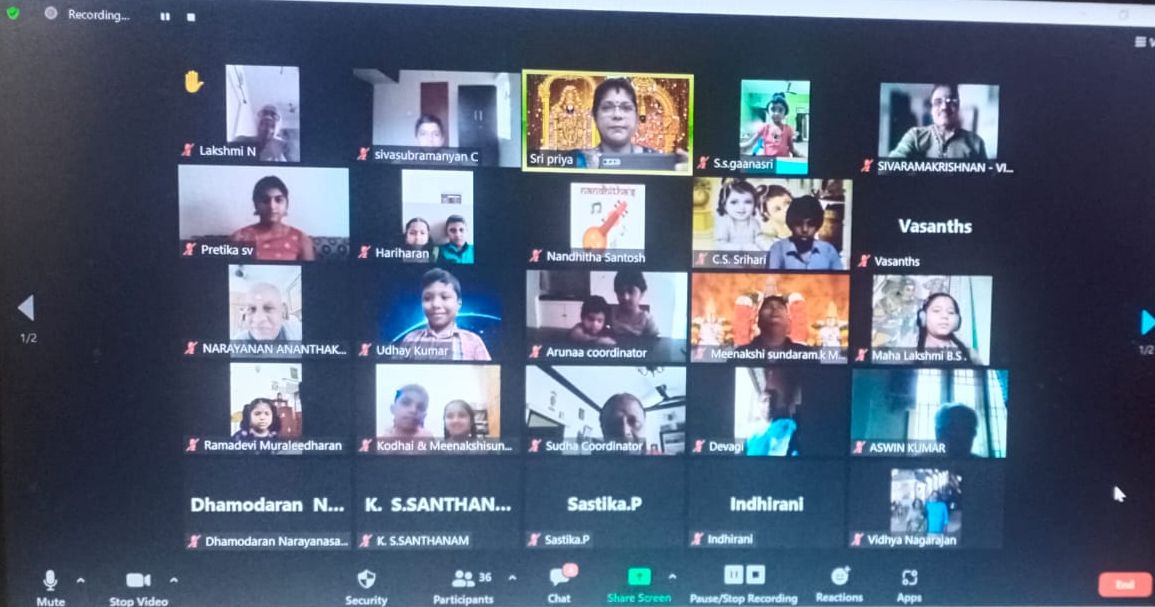 Recording...
Lakshmi N
sivasubramanyan C
Sri priya
S.s.gaanasri
SIVARAMAKRISHNAN - VI...
Pretika sv
Hariharan
nandhitha's
Nandhitha Santosh
C.S. Srihari
Vasanths
Vasanths
1/2
NARAYANAN ANANTHAK...
Udhay Kumar
Arunaa coordinator
Meenakshi sundaram.k M...
Maha Lakshmi B.S .
1/2
Ramadevi Muraleedharan
Kodhai & Meenakshisun...
Sudha Coordinator
Devagi
ASWIN KUMAR
Dhamodaran N...
K. S.SANTHAN...
Sastika.P
Indhirani
Dhamodaran Narayanasa...
K. S.SANTHANAM
Sastika.P
Indhirani
Vidhya Nagarajan
Mute
Stop Video
Security
36
Participants
Chat
Share Screen
Pause/Stop Recording
Reactions
Apps
End